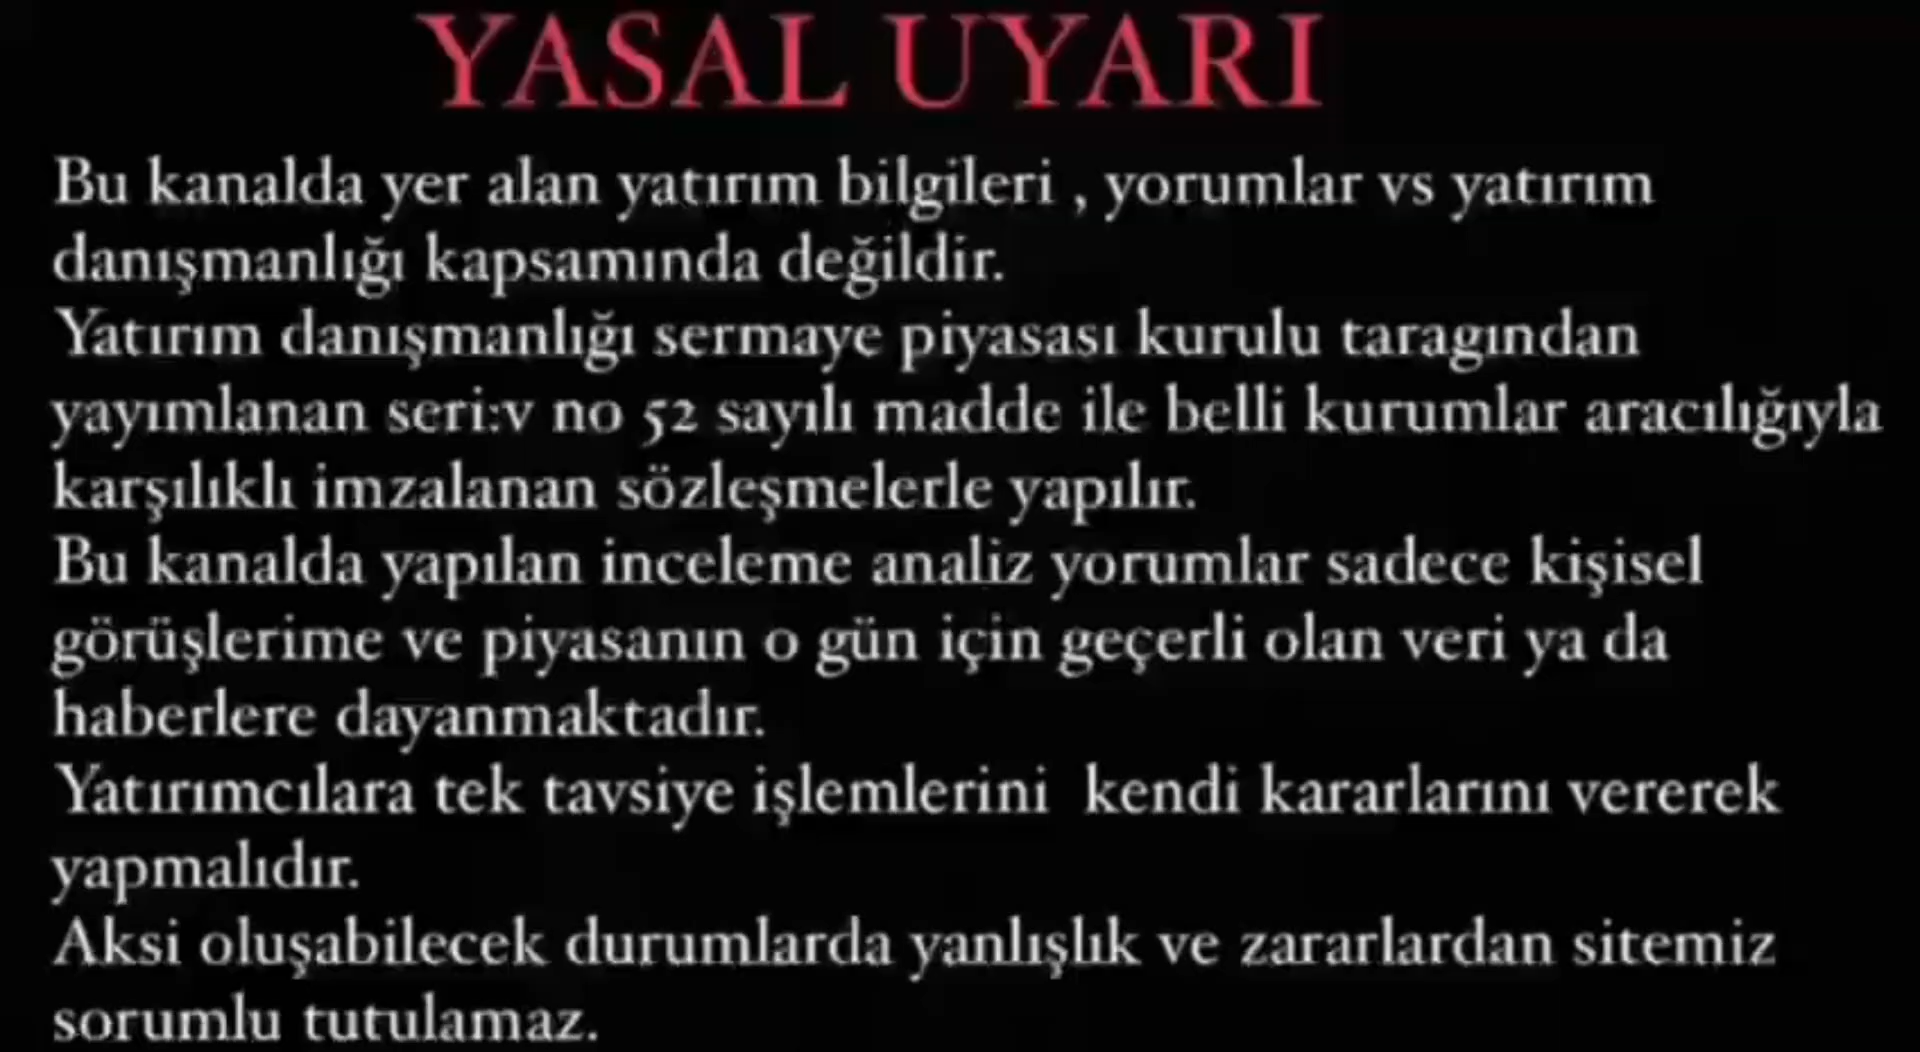 YASAL UYARI
Bu kanalda yer alan yatırım bilgileri , yorumlar vs yatırım
danışmanlığı kapsamında değildir.
Yatırım danışmanlığı sermaye piyasası kurulu taragından
yayımlanan seri:v no 52 sayılı madde ile belli kurumlar aracılığıyla
karşılıklı imzalanan sözleşmelerle yapılır.
Bu kanalda yapılan inceleme analiz yorumlar sadece kişisel
görüşlerime ve piyasanın o gün için geçerli olan veri ya da
haberlere dayanmaktadır.
Yatırımcılara tek tavsiye işlemlerini kendi kararlarını vererek
yapmalıdır.
Aksi oluşabilecek durumlarda yanlışlık ve zararlardan sitemiz
sorumlu tutulamaz.